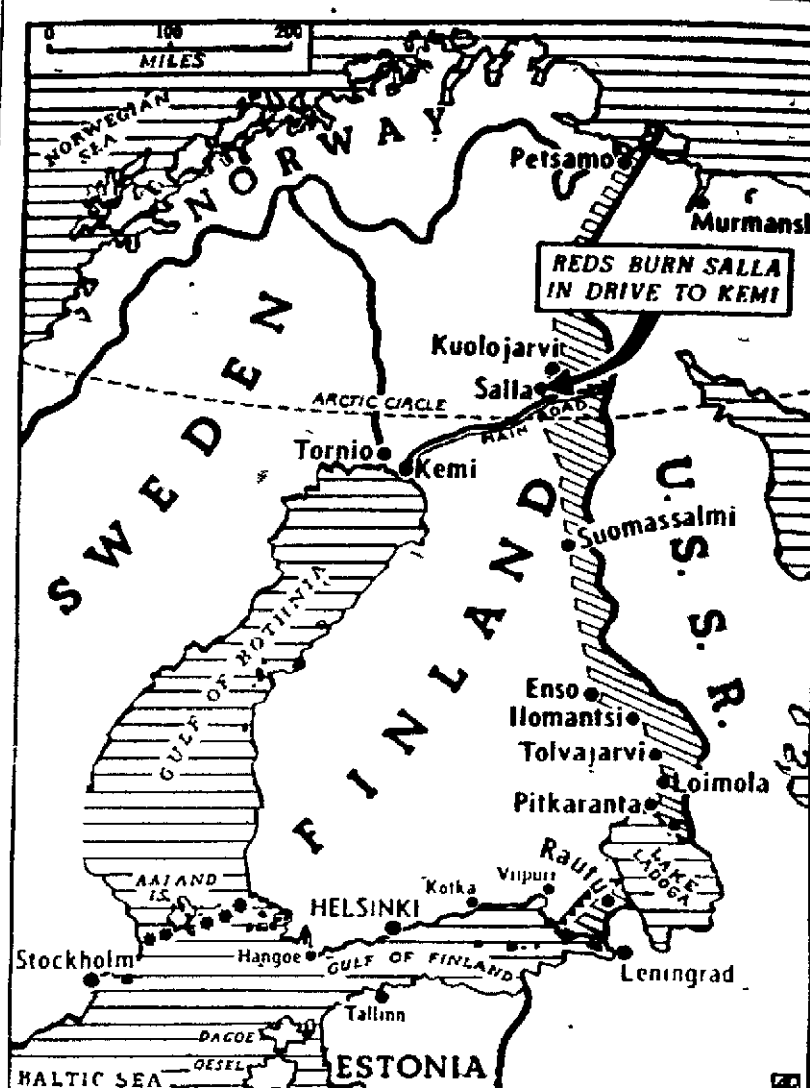 0 100 200
MILES
NORWEGIAN
SEA
NORWAY
Petsamo
Murmansk
REDS BURN SALLA
IN DRIVE TO KEMI
SWEDEN
Kuolojarvi
Salla
ARCTIC CIRCLE
MAIN ROAD
Tornio
Kemi
U.S.S.R.
Suomassalmi
FINLAND
GULF OF BOTHNIA
Enso
Ilomantsi
Tolvajarvi
Loimola
Pitkaranta
LAKE
LADOGA
Rautu
Viipuri
Kotka
AALAND
IS.
HELSINKI
Stockholm
Hangoe
GULF OF FINLAND
Leningrad
Tallinn
DAGOE
OESEL
ESTONIA
BALTIC SEA